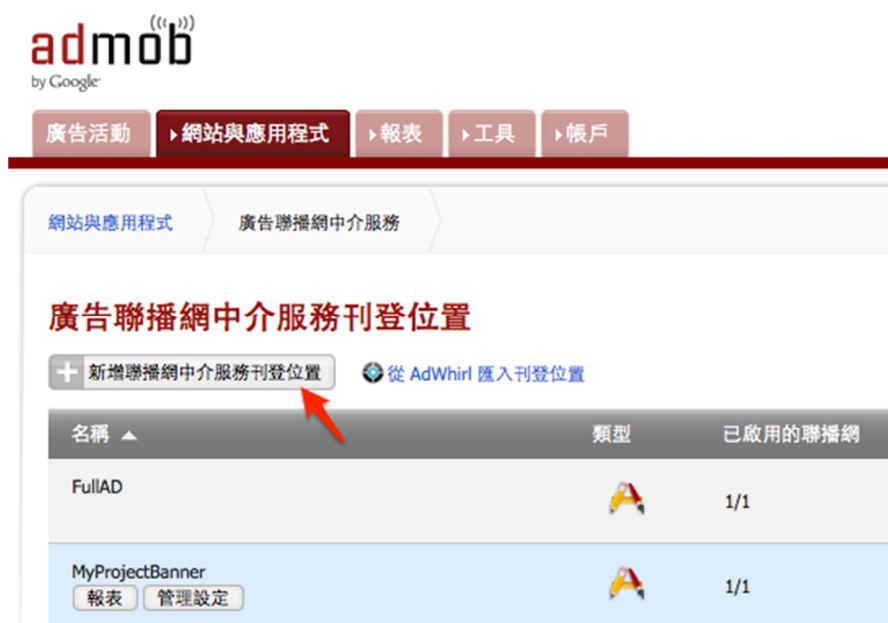 admob
by Google
廣告活動 網站與應用程式 報表 工具 帳戶
網站與應用程式 廣告聯播網中介服務
廣告聯播網中介服務刊登位置
新增聯播網中介服務刊登位置 從 AdWhirl 匯入刊登位置
名稱 類型 已啟用的聯播網
FullAD 1/1
MyProjectBanner 1/1
報表 管理設定